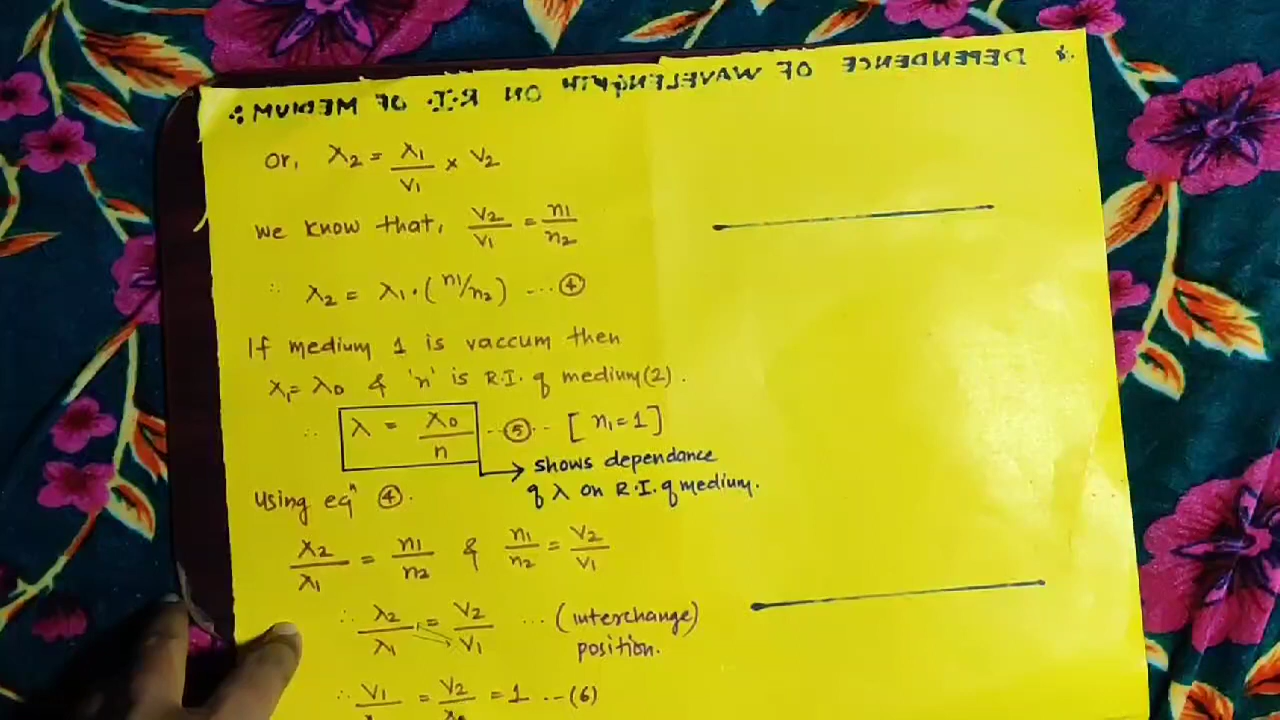 * DEPENDENCE OF WAVELENGTH ON R.I. OF MEDIUM :
or, λ2 = λ1/V1 × V2
we know that, V2/V1 = n1/n2
∴ λ2 = λ1·(n1/n2) ---- ④
If medium 1 is vaccum then
λ1 = λ0 & 'n' is R.I. of medium(2).
∴ λ = λ0/n --⑤-- [n1=1]
shows dependance
of λ on R.I. of medium.
Using eqⁿ ④.
λ2/λ1 = n1/n2 & n1/n2 = V2/V1
∴ λ2/λ1 = V2/V1 ... (interchange)
position.
∴ V1/ = V2/ = 1 --- (6)